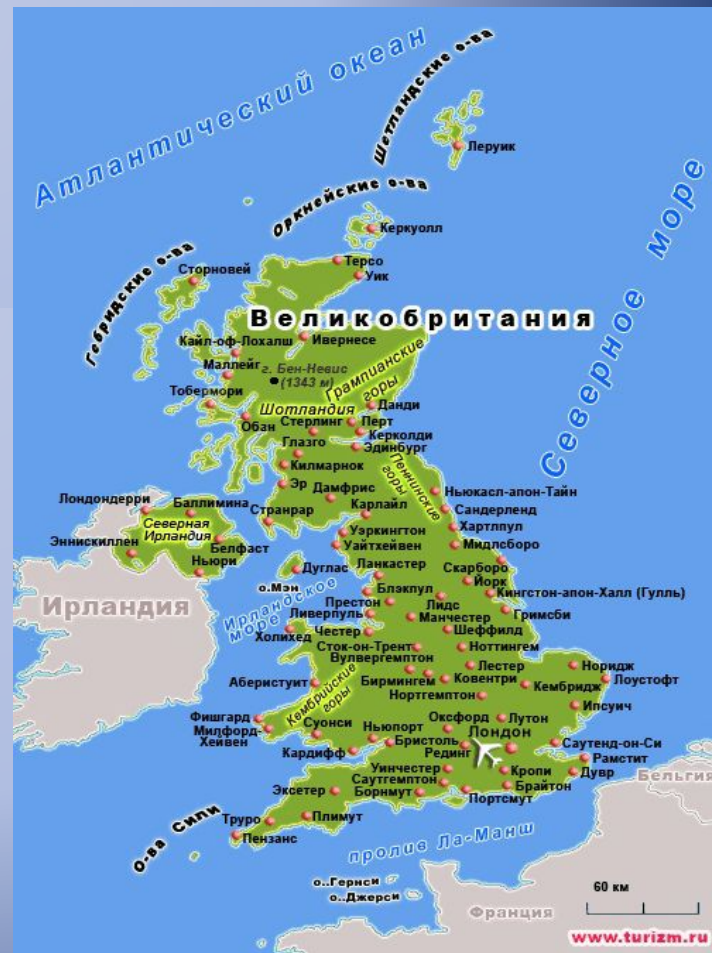 Атлантический океан
Шетландские о-ва
Леруик
Оркнейские о-ва
Керкуолл
Северное море
Гебридские о-ва
Сторновей
Терсо
Уик
Великобритания
Кайл-оф-Лохалш
Ивернесе
Маллейг
г. Бен-Невис
(1343 м)
Грампианские
горы
Тобермори
Шотландия
Данди
Обан
Стерлинг
Перт
Керколди
Глазго
Эдинбург
Килмарнок
Пеннинские
горы
Эр
Дамфрис
Ньюкасл-апон-Тайн
Лондондерри
Баллимина
Странрар
Карлайл
Сандерленд
Северная
Ирландия
Уэркингтон
Хартлпул
Эннискиллен
Белфаст
Уайтхейвен
Мидлсборо
Ньюри
Дуглас
Ланкастер
Скарборо
о.Мэн
Йорк
Ирландия
Ирландское
море
Блэкпул
Кингстон-апон-Халл (Гулль)
Престон
Лидс
Ливерпуль
Манчестер
Гримсби
Холихед
Честер
Шеффилд
Сток-он-Трент
Ноттингем
Вулвергемптон
Лестер
Норидж
Аберистуит
Бирмингем
Ковентри
Лоустофт
Кембрийские
горы
Нортгемптон
Кембридж
Ипсуич
Фишгард
Суонси
Ньюпорт
Оксфорд
Лутон
Милфорд-
Хейвен
Лондон
Кардифф
Бристоль
Рединг
Саутенд-он-Си
Рамстит
Уинчестер
Кропи
Дувр
Бельгия
Эксетер
Саутгемптон
Борнмут
Брайтон
Портсмут
О-ва Сили
Труро
Плимут
Пензанс
пролив Ла-Манш
о..Гернси
о..Джерси
60 км
Франция
www.turizm.ru